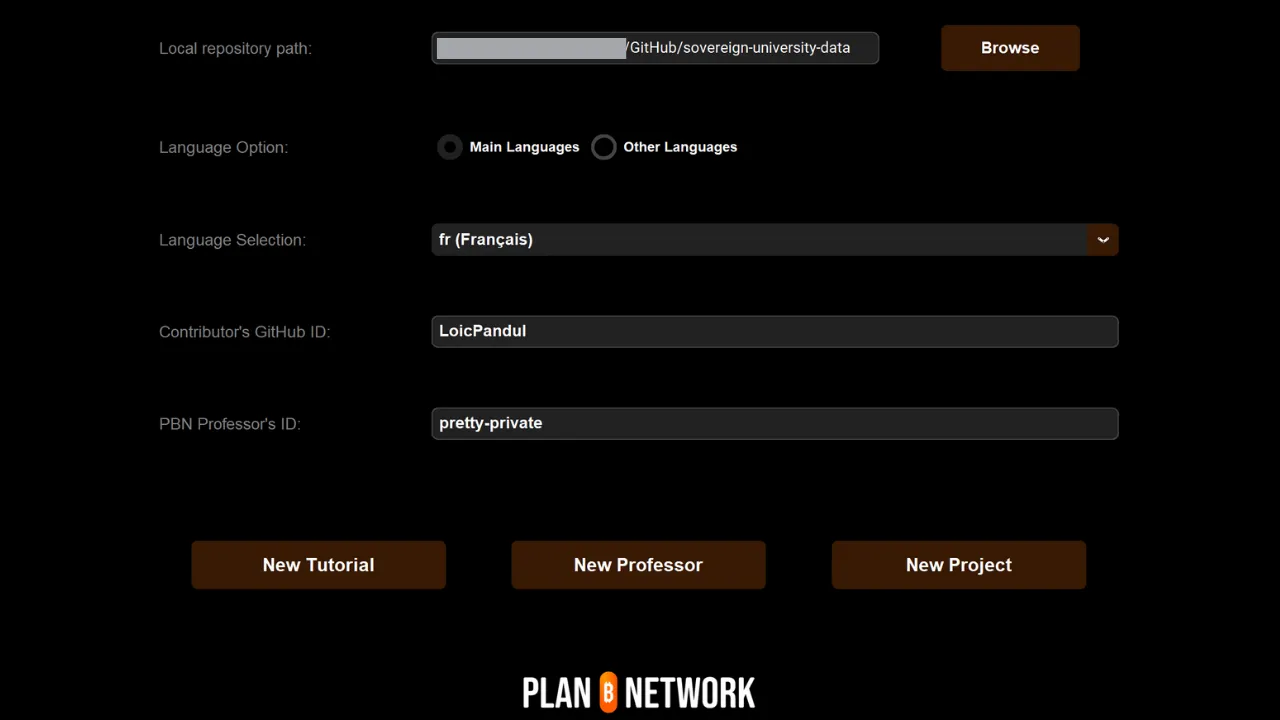 Local repository path: /GitHub/sovereign-university-data Browse
Language Option: Main Languages Other Languages
Language Selection: fr (Français)
Contributor's GitHub ID: LoicPandul
PBN Professor's ID: pretty-private
New Tutorial New Professor New Project
PLAN ₿ NETWORK